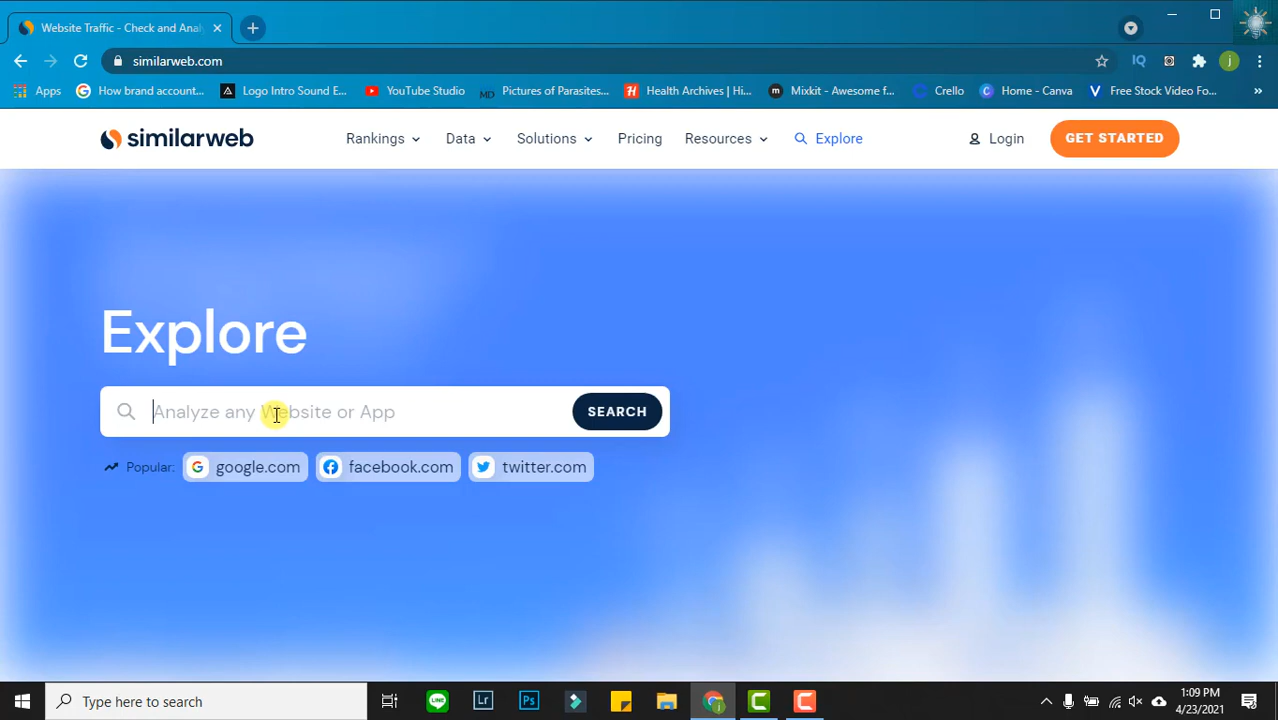 Website Traffic - Check and Anal
similarweb.com
Apps
How brand account...
Logo Intro Sound E...
YouTube Studio
MD
Pictures of Parasites...
Health Archives | Hi...
Mixkit - Awesome f...
Crello
Home - Canva
Free Stock Video Fo...
similarweb
Rankings
Data
Solutions
Pricing
Resources
Explore
Login
GET STARTED
Explore
Analyze any Website or App
SEARCH
Popular:
google.com
facebook.com
twitter.com
Type here to search
1:09 PM
4/23/2021